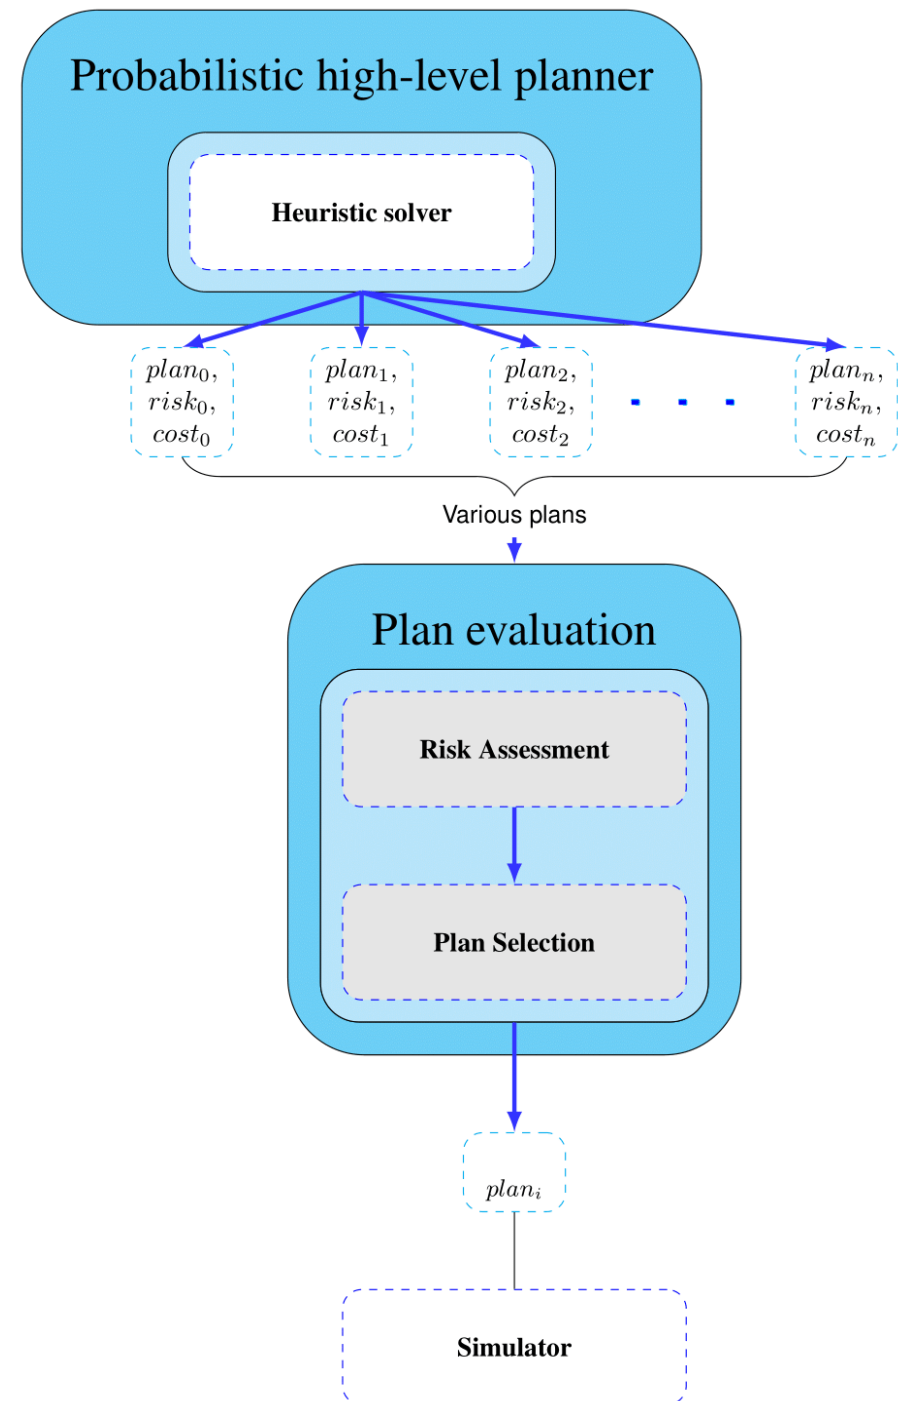 Probabilistic high-level planner
Heuristic solver
plan₀, plan₁, plan₂, planₙ,
risk₀, risk₁, risk₂, . . . riskₙ,
cost₀ cost₁ cost₂ costₙ
Various plans
Plan evaluation
Risk Assessment
Plan Selection
planᵢ
Simulator